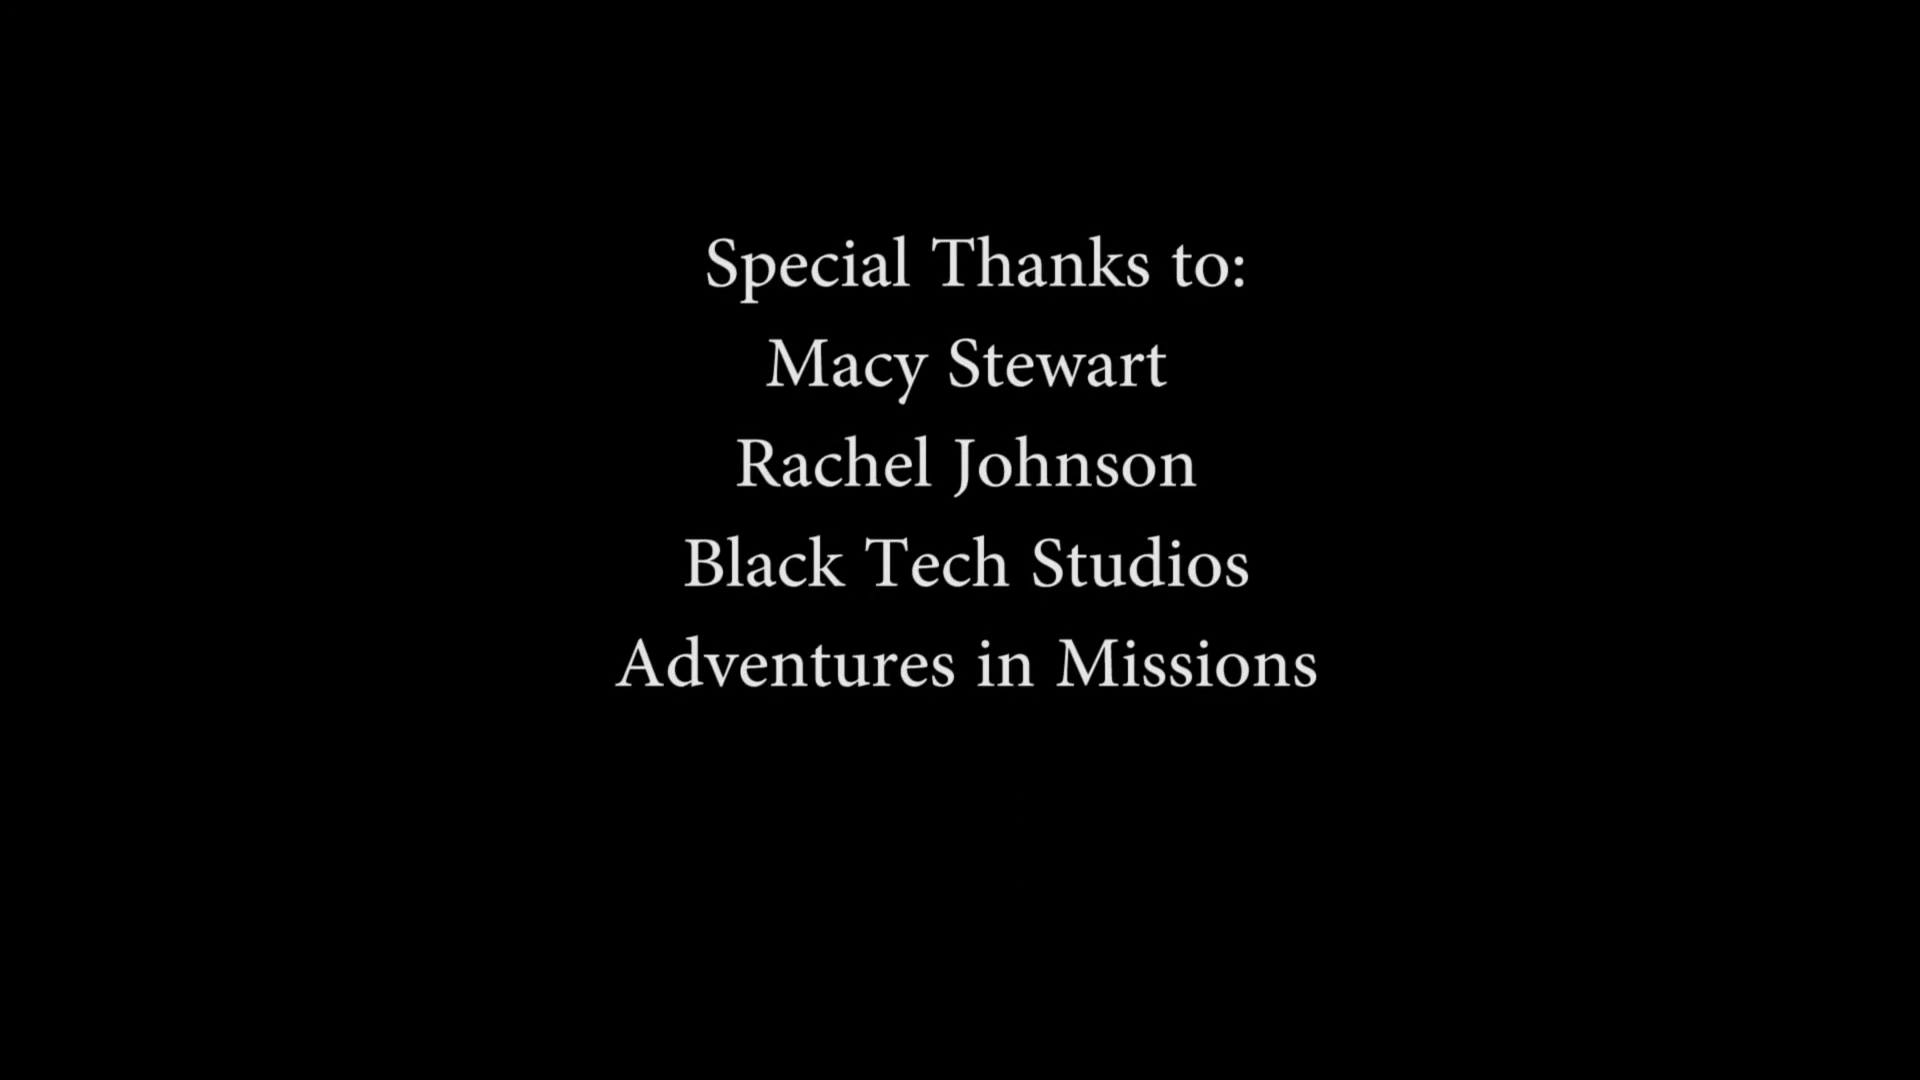 Special Thanks to:
Macy Stewart
Rachel Johnson
Black Tech Studios
Adventures in Missions